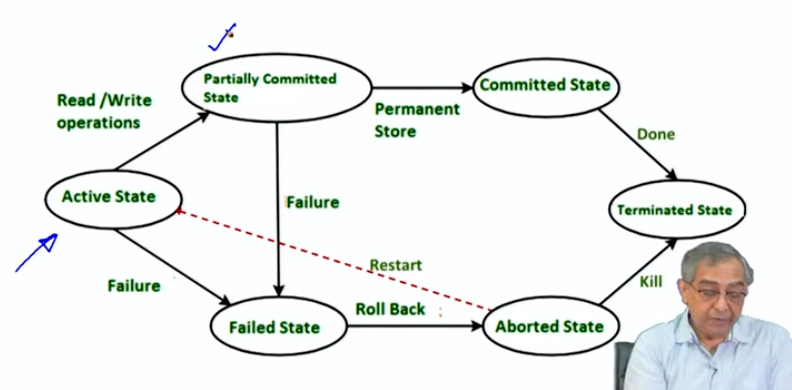 Partially Committed
State
Committed State
Read /Write
operations
Permanent
Store
Done
Active State
Failure
Terminated State
Restart
Failure
Kill
Roll Back
Failed State
Aborted State